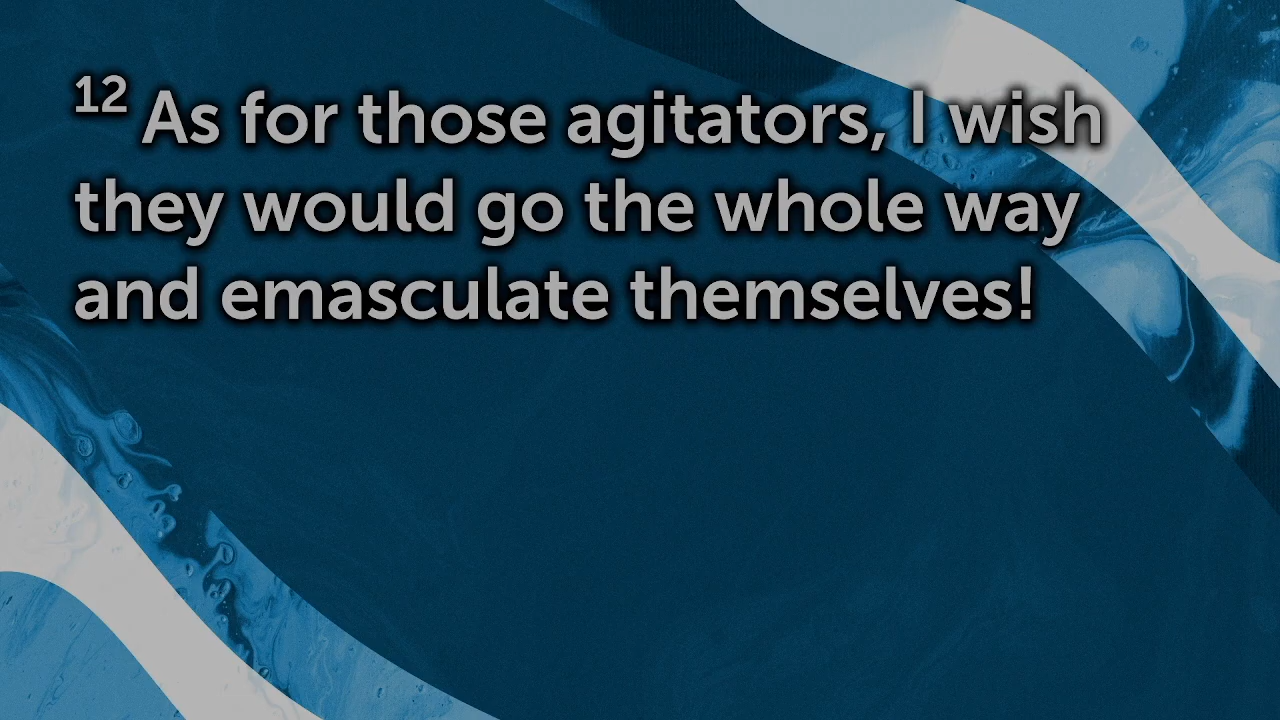 12 As for those agitators, I wish
they would go the whole way
and emasculate themselves!